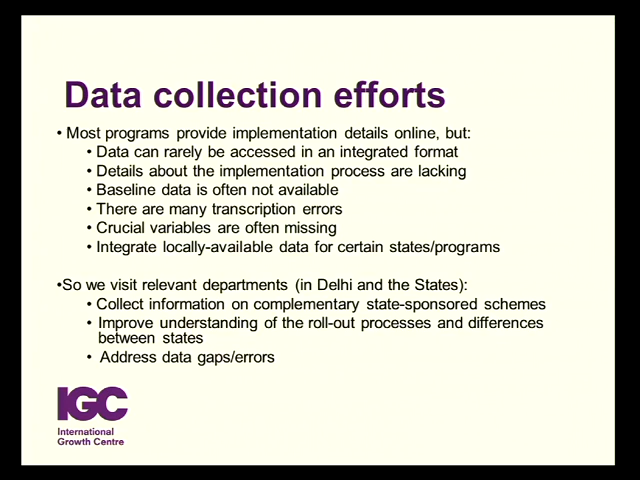 Data collection efforts
• Most programs provide implementation details online, but:
• Data can rarely be accessed in an integrated format
• Details about the implementation process are lacking
• Baseline data is often not available
• There are many transcription errors
• Crucial variables are often missing
• Integrate locally-available data for certain states/programs
•So we visit relevant departments (in Delhi and the States):
• Collect information on complementary state-sponsored schemes
• Improve understanding of the roll-out processes and differences
between states
• Address data gaps/errors
IGC
International
Growth Centre